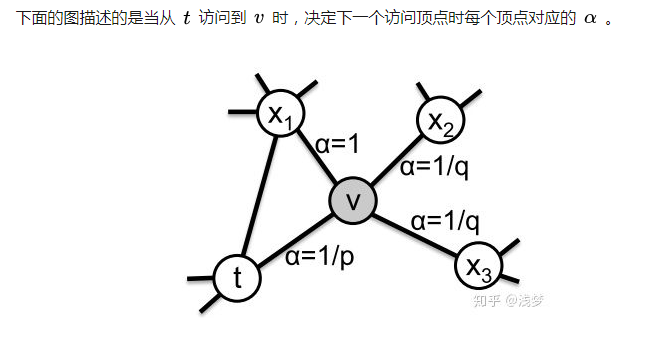 下面的图描述的是当从 t 访问到 v 时，决定下一个访问顶点时每个顶点对应的 α 。
x1
x2
α=1
α=1/q
v
α=1/q
α=1/p
t
x3
知乎 @浅梦